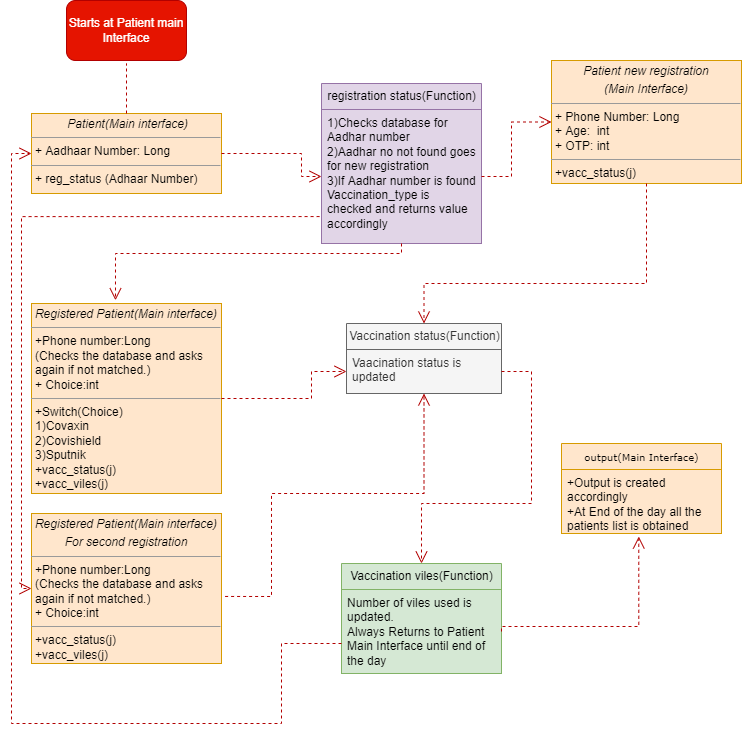 Starts at Patient main
Interface
Patient(Main interface)
+ Aadhaar Number: Long
+ reg_status (Adhaar Number)
registration status(Function)
1)Checks database for
Aadhar number
2)Aadhar no not found goes
for new registration
3)If Aadhar number is found
Vaccination_type is
checked and returns value
accordingly
Patient new registration
(Main Interface)
+ Phone Number: Long
+ Age:  int
+ OTP: int
+vacc_status(j)
Registered Patient(Main interface)
+Phone number:Long
(Checks the database and asks
again if not matched.)
+ Choice:int
+Switch(Choice)
1)Covaxin
2)Covishield
3)Sputnik
+vacc_status(j)
+vacc_viles(j)
Vaccination status(Function)
Vaacination status is
updated
output(Main Interface)
+Output is created
accordingly
+At End of the day all the
patients list is obtained
Registered Patient(Main interface)
For second registration
+Phone number:Long
(Checks the database and asks
again if not matched.)
+ Choice:int
+vacc_status(j)
+vacc_viles(j)
Vaccination viles(Function)
Number of viles used is
updated.
Always Returns to Patient
Main Interface until end of
the day